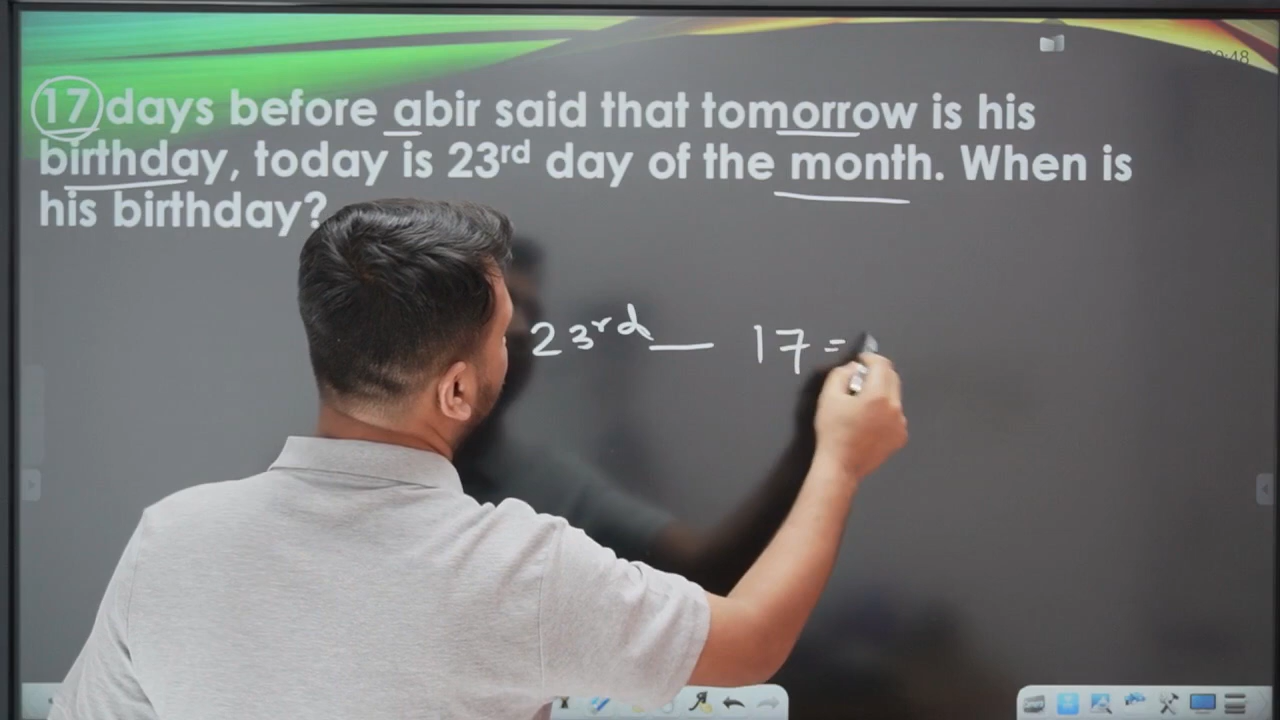 17 days before abir said that tomorrow is his
birthday, today is 23rd day of the month. When is
his birthday?
23rd — 17 =